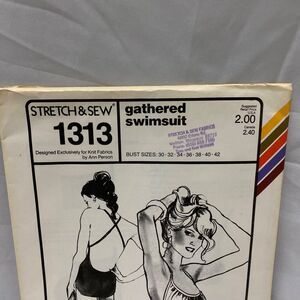 STRETCH & SEW®
1313
Designed Exclusively for Knit Fabrics
by Ann Person
gathered
swimsuit
STRETCH & SEW FABRICS
BUST SIZES: 30 · 32 · 34 · 36 · 38 · 40 · 42
Suggested
Retail Price
2.00
Canada
2.40